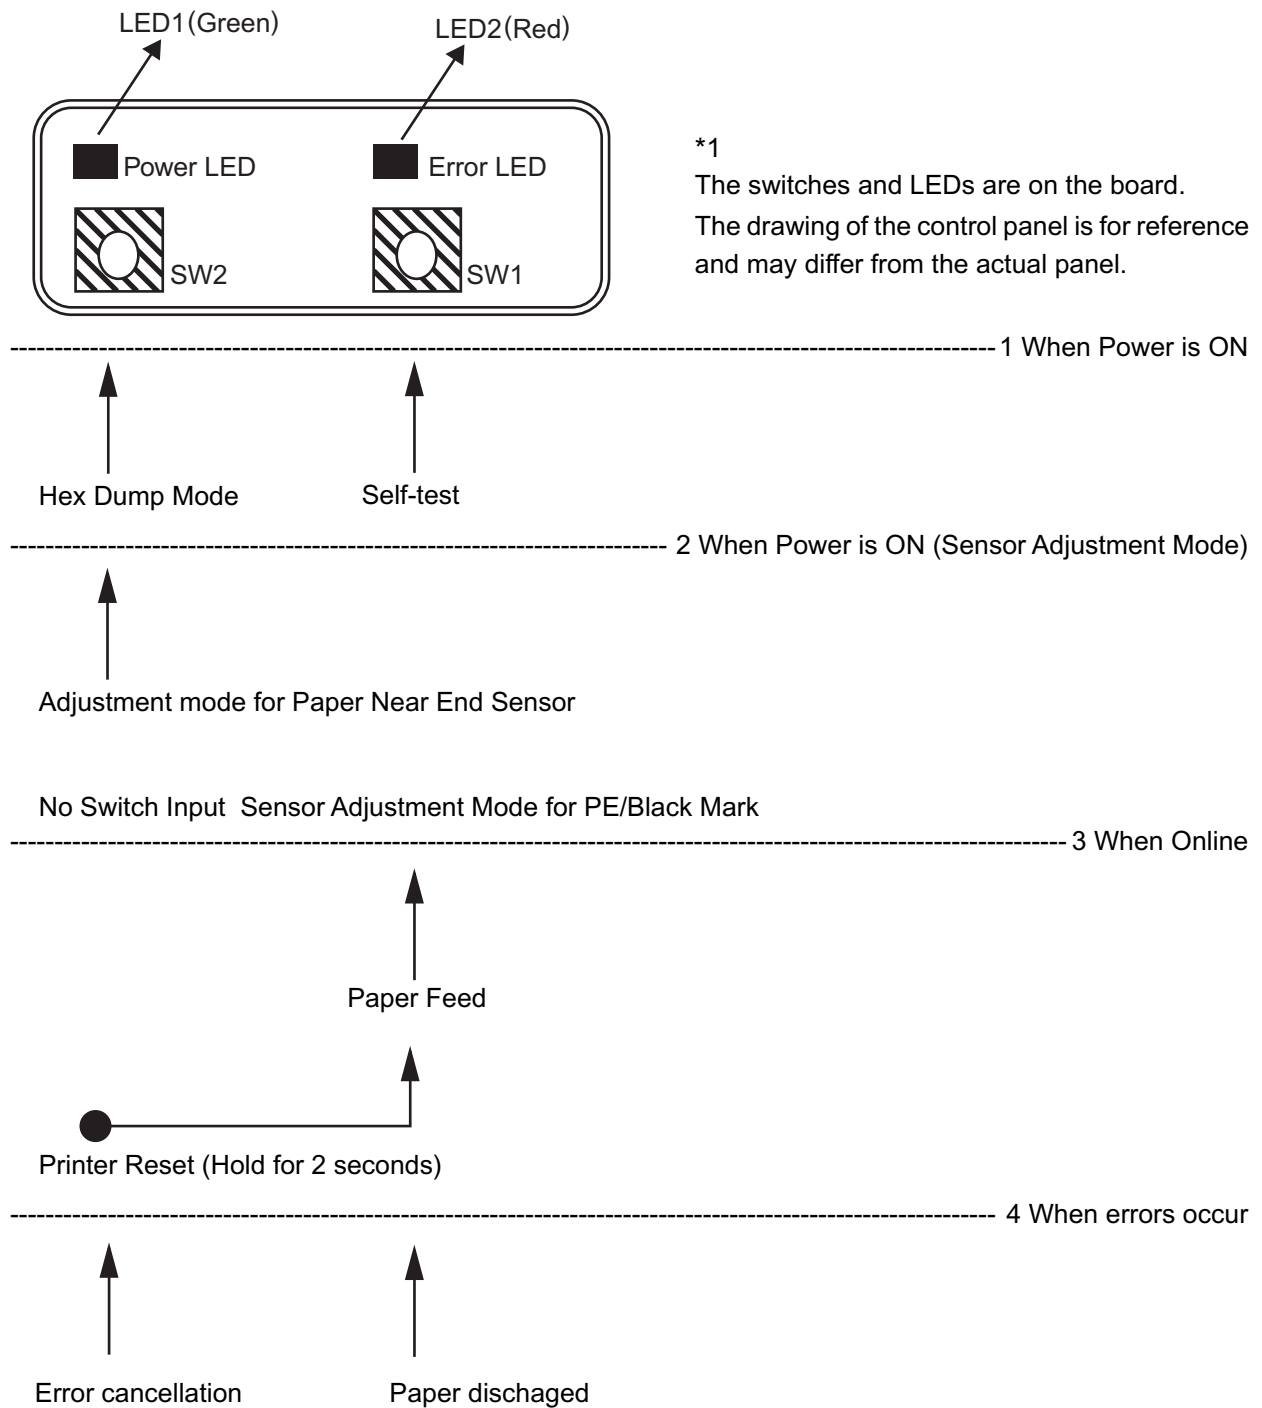 LED1(Green)
LED2(Red)
Power LED
Error LED
SW2
SW1
*1
The switches and LEDs are on the board.
The drawing of the control panel is for reference
and may differ from the actual panel.
1 When Power is ON
Hex Dump Mode
Self-test
2 When Power is ON (Sensor Adjustment Mode)
Adjustment mode for Paper Near End Sensor
No Switch Input Sensor Adjustment Mode for PE/Black Mark
3 When Online
Paper Feed
Printer Reset (Hold for 2 seconds)
4 When errors occur
Error cancellation
Paper dischaged